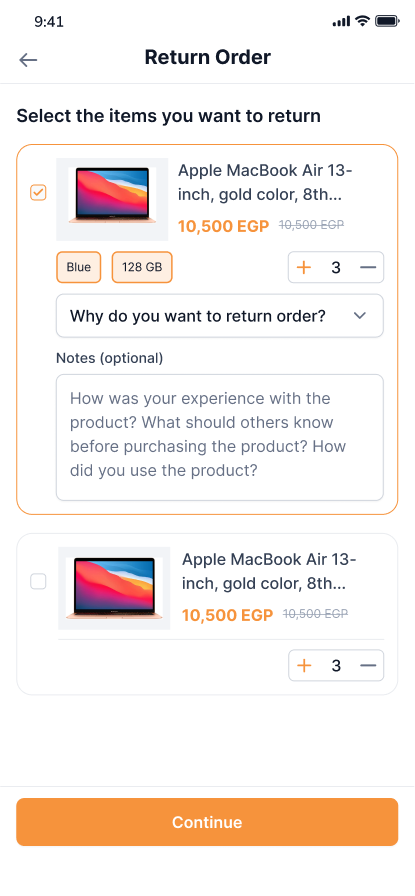 9:41
Return Order
Select the items you want to return
Apple MacBook Air 13-
inch, gold color, 8th...
10,500 EGP 10,500 EGP
Blue 128 GB + 3 —
Why do you want to return order?
Notes (optional)
How was your experience with the
product? What should others know
before purchasing the product? How
did you use the product?
Apple MacBook Air 13-
inch, gold color, 8th...
10,500 EGP 10,500 EGP
+ 3 —
Continue